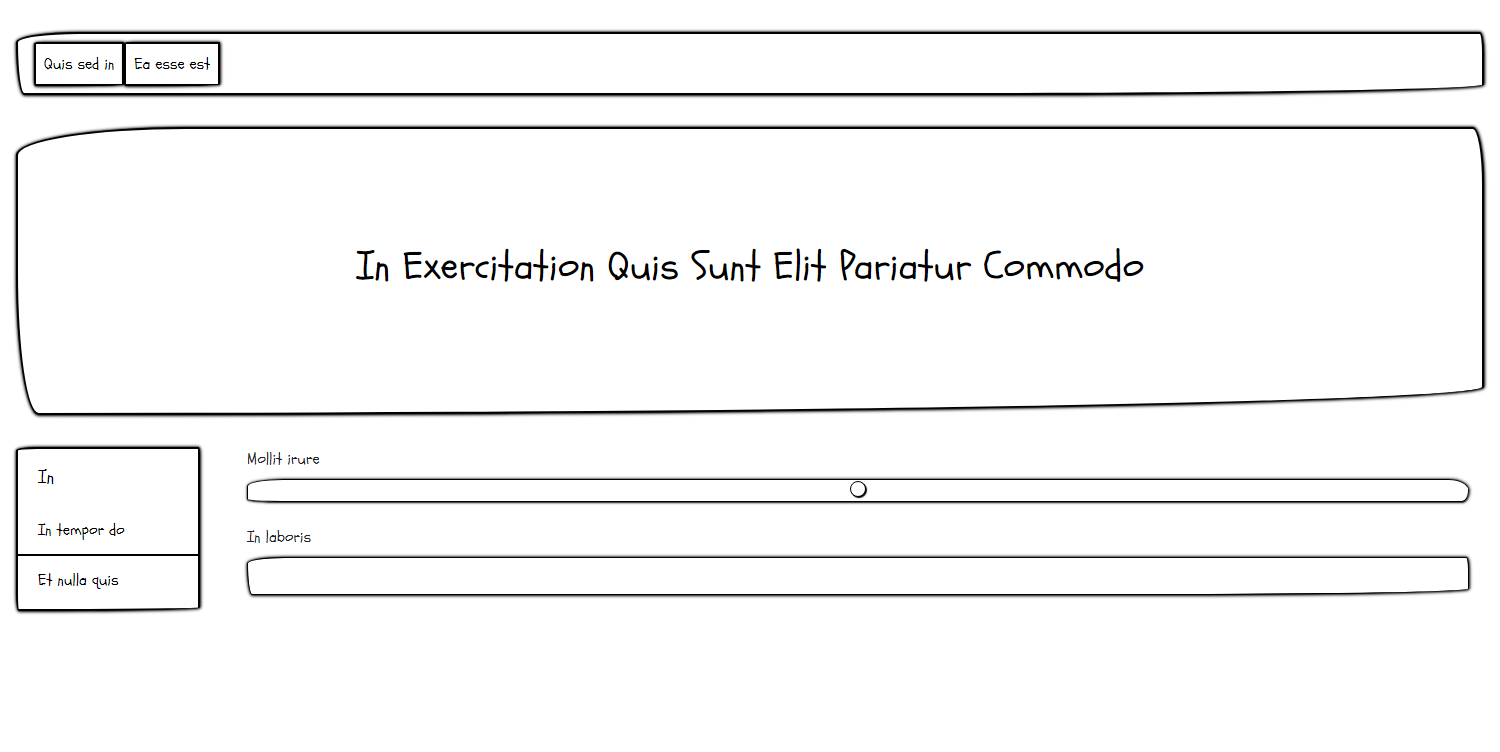 Quis sed in
Ea esse est
In Exercitation Quis Sunt Elit Pariatur Commodo
In
In tempor do
Et nulla quis
Mollit irure
In laboris